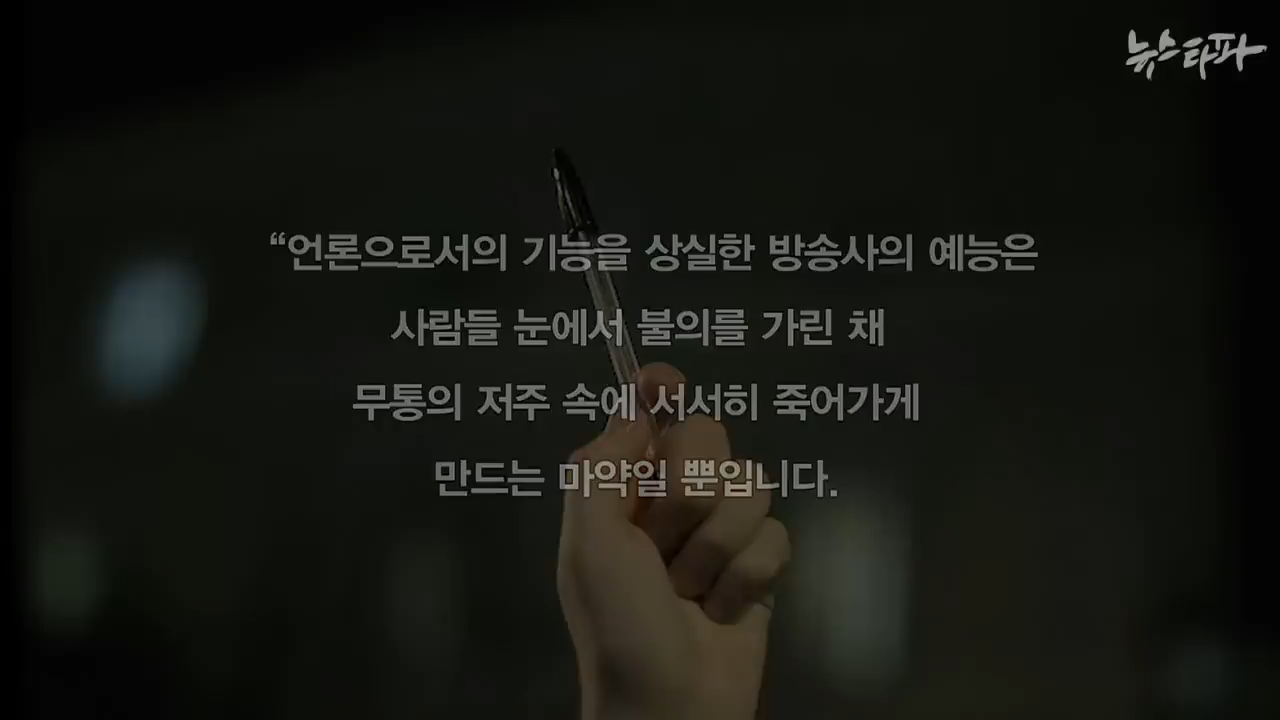 뉴스타파
“언론으로서의 기능을 상실한 방송사의 예능은
사람들 눈에서 불의를 가린 채
무통의 저주 속에 서서히 죽어가게
만드는 마약일 뿐입니다.